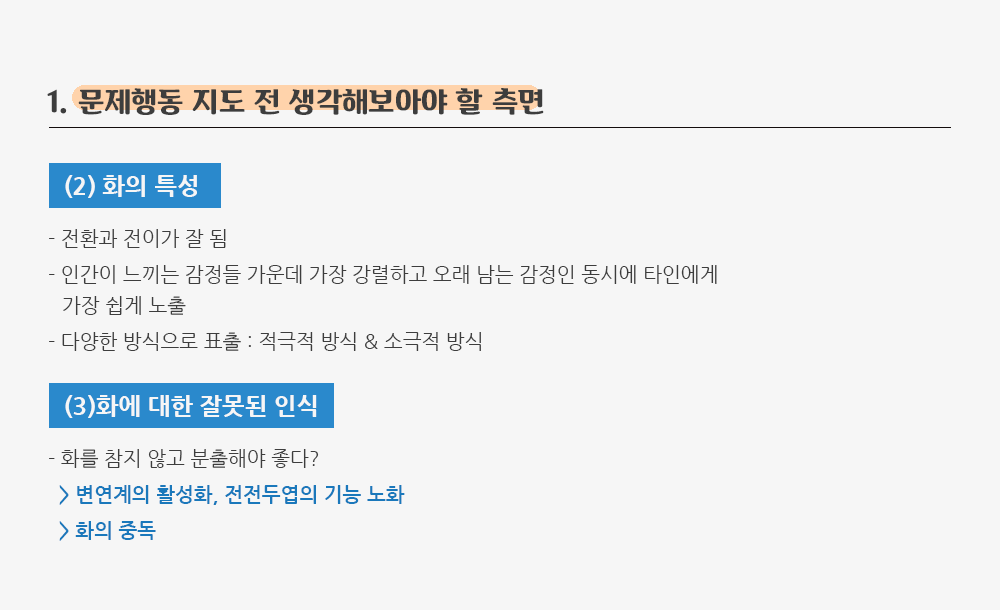 1. 문제행동 지도 전 생각해보아야 할 측면
(2) 화의 특성
- 전환과 전이가 잘 됨
- 인간이 느끼는 감정들 가운데 가장 강렬하고 오래 남는 감정인 동시에 타인에게
가장 쉽게 노출
- 다양한 방식으로 표출 : 적극적 방식 & 소극적 방식
(3)화에 대한 잘못된 인식
- 화를 참지 않고 분출해야 좋다?
> 변연계의 활성화, 전전두엽의 기능 노화
> 화의 중독